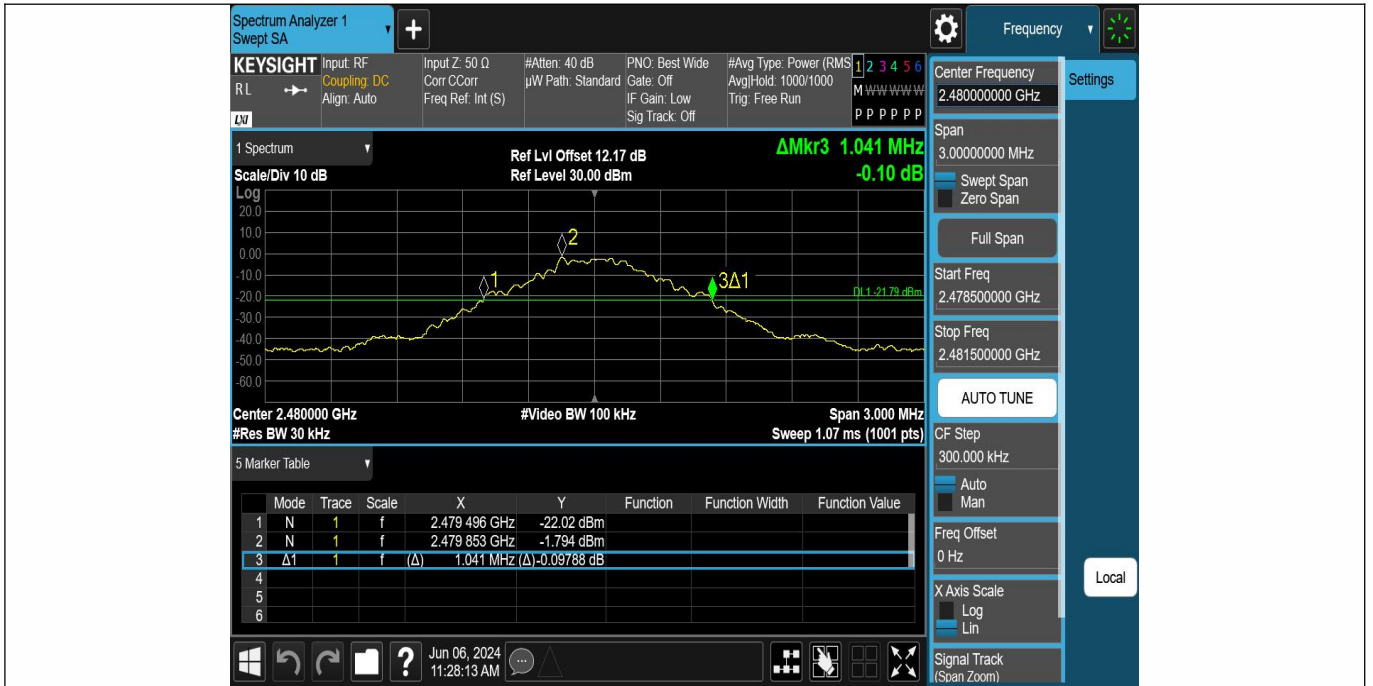 Spectrum Analyzer 1
Swept SA
+
Frequency
KEYSIGHT
RL
LXI
Input: RF
Coupling: DC
Align: Auto
Input Z: 50 Ω
Corr CCorr
Freq Ref: Int (S)
#Atten: 40 dB
µW Path: Standard
PNO: Best Wide
Gate: Off
IF Gain: Low
Sig Track: Off
#Avg Type: Power (RMS
Avg|Hold: 1000/1000
Trig: Free Run
1 2 3 4 5 6
M W W W W W
P P P P P P
1 Spectrum
Scale/Div 10 dB
Ref Lvl Offset 12.17 dB
Ref Level 30.00 dBm
ΔMkr3 1.041 MHz
-0.10 dB
Log
20.0
10.0
0.00
-10.0
-20.0
-30.0
-40.0
-50.0
-60.0
1
2
3Δ1
DL1 -21.79 dBm
Center 2.480000 GHz
#Res BW 30 kHz
#Video BW 100 kHz
Span 3.000 MHz
Sweep 1.07 ms (1001 pts)
5 Marker Table
Mode Trace Scale X Y Function Function Width Function Value
1 N 1 f 2.479 496 GHz -22.02 dBm
2 N 1 f 2.479 853 GHz -1.794 dBm
3 Δ1 1 f (Δ) 1.041 MHz (Δ) -0.09788 dB
4
5
6
?
Jun 06, 2024
11:28:13 AM
Center Frequency
2.480000000 GHz
Settings
Span
3.00000000 MHz
Swept Span
Zero Span
Full Span
Start Freq
2.478500000 GHz
Stop Freq
2.481500000 GHz
AUTO TUNE
CF Step
300.000 kHz
Auto
Man
Freq Offset
0 Hz
X Axis Scale
Log
Lin
Signal Track
(Span Zoom)
Local